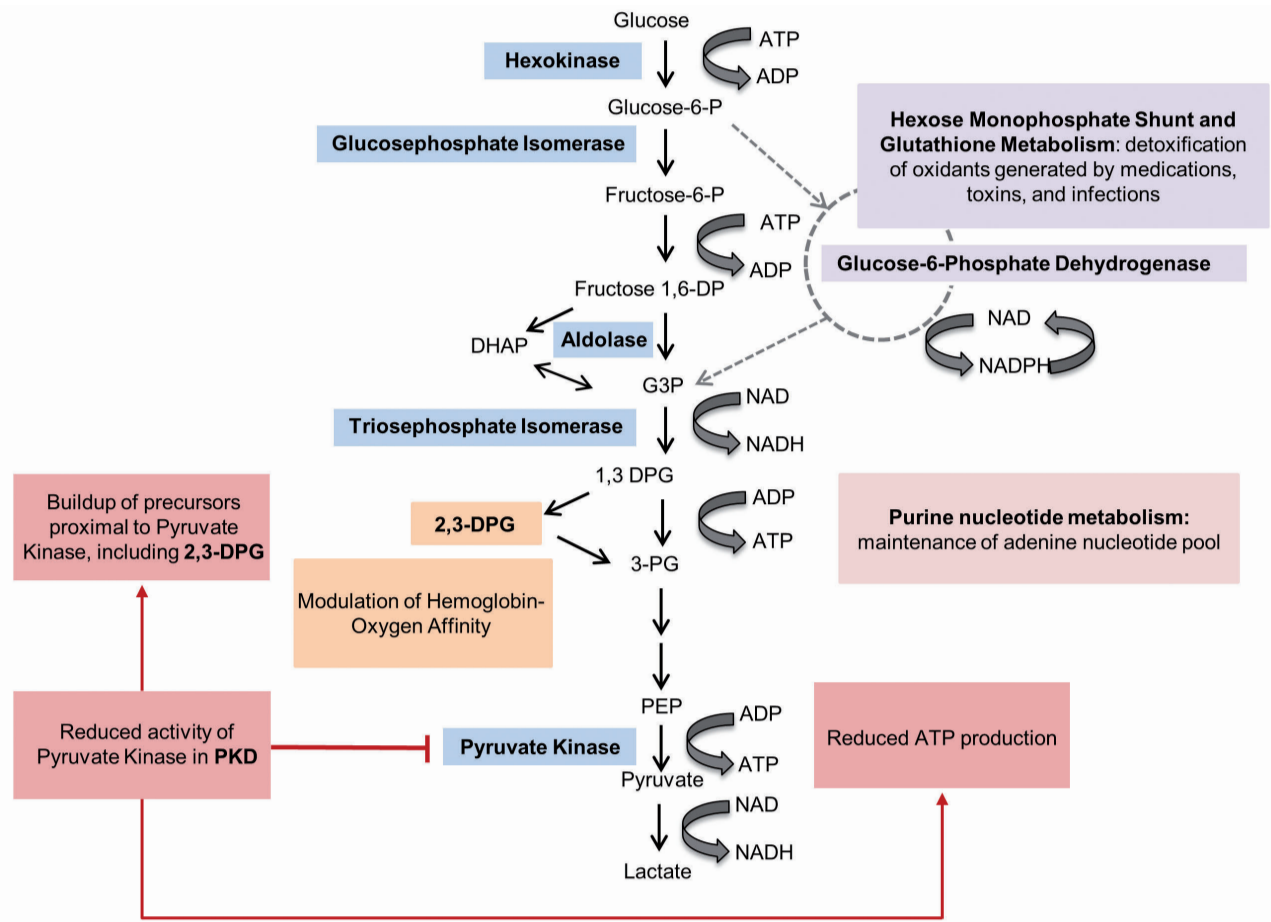 Glucose
ATP
Hexokinase
ADP
Glucose-6-P
Hexose Monophosphate Shunt and
Glutathione Metabolism: detoxification
of oxidants generated by medications,
toxins, and infections
Glucosephosphate Isomerase
Fructose-6-P
ATP
ADP
Glucose-6-Phosphate Dehydrogenase
Fructose 1,6-DP
NAD
NADPH
DHAP
Aldolase
G3P
NAD
Triosephosphate Isomerase
NADH
1,3 DPG
Buildup of precursors
proximal to Pyruvate
Kinase, including 2,3-DPG
2,3-DPG
ADP
ATP
Purine nucleotide metabolism:
maintenance of adenine nucleotide pool
3-PG
Modulation of Hemoglobin-
Oxygen Affinity
PEP
ADP
Reduced activity of
Pyruvate Kinase in PKD
Pyruvate Kinase
Reduced ATP production
ATP
Pyruvate
NAD
NADH
Lactate